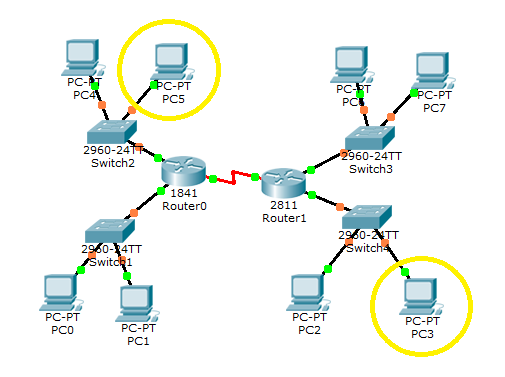 PC-PT
PC4
PC-PT
PC5
2960-24TT
Switch2
1841
Router0
2960-24TT
Switch1
PC-PT
PC0
PC-PT
PC1
PC-PT
PC-PT
PC7
2960-24TT
Switch3
2811
Router1
2960-24TT
Switch4
PC-PT
PC2
PC-PT
PC3